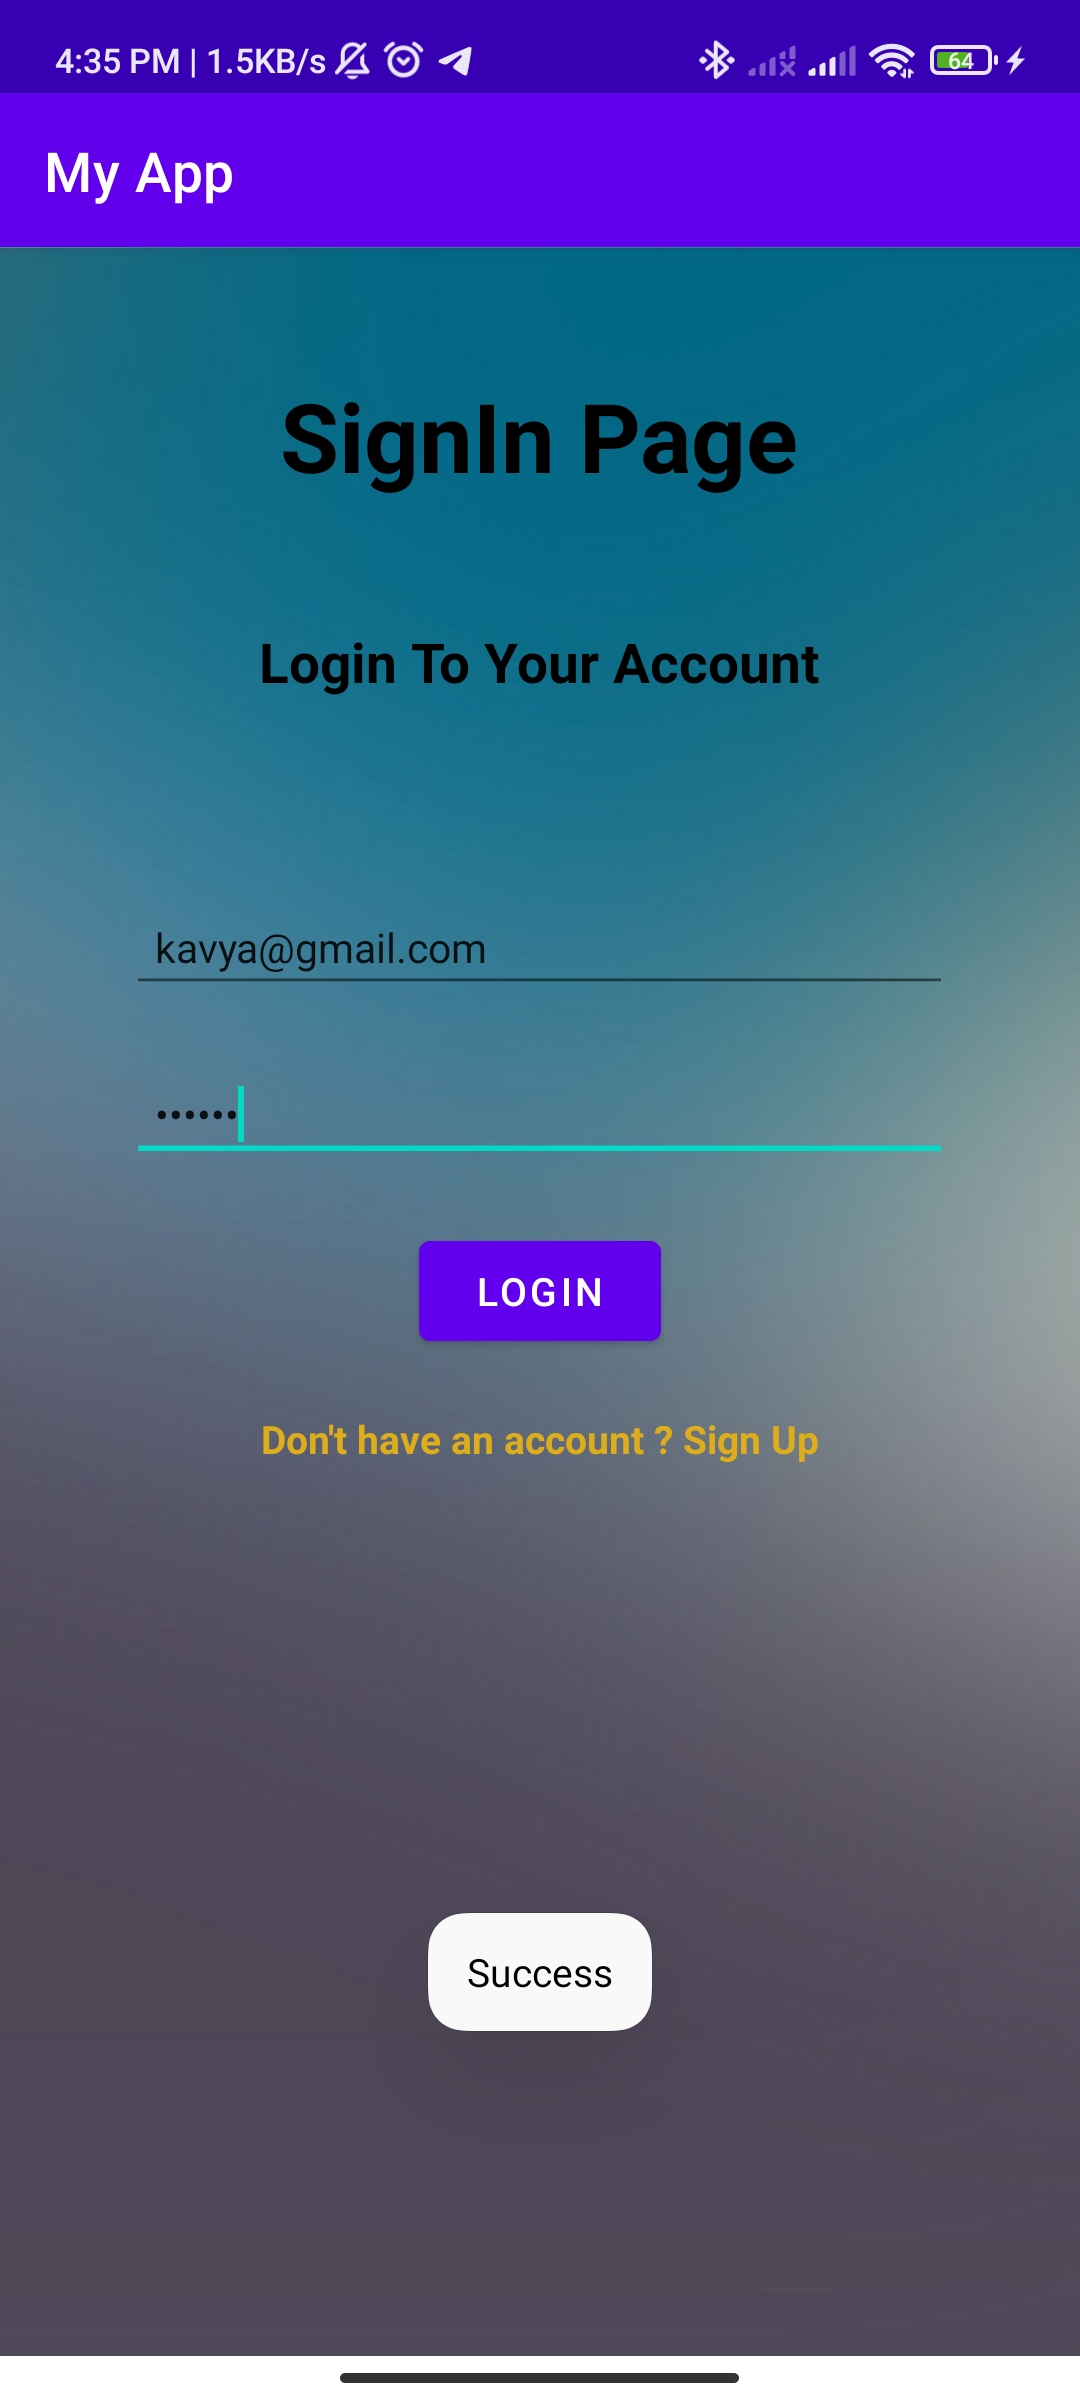 4:35 PM | 1.5KB/s 64
My App
SignIn Page
Login To Your Account
kavya@gmail.com
••••••
LOGIN
Don't have an account ? Sign Up
Success